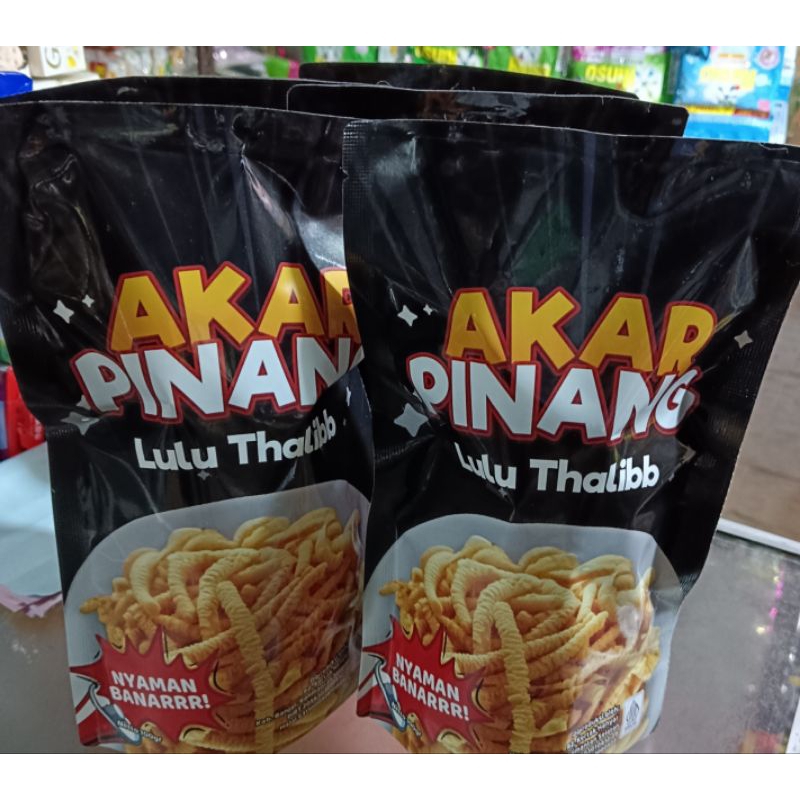 AKAR
PINANG
Lulu Thalibb
NYAMAN
BANARRR!
AKAR
PINANG
Lulu Thalibb
NYAMAN
BANARRR!